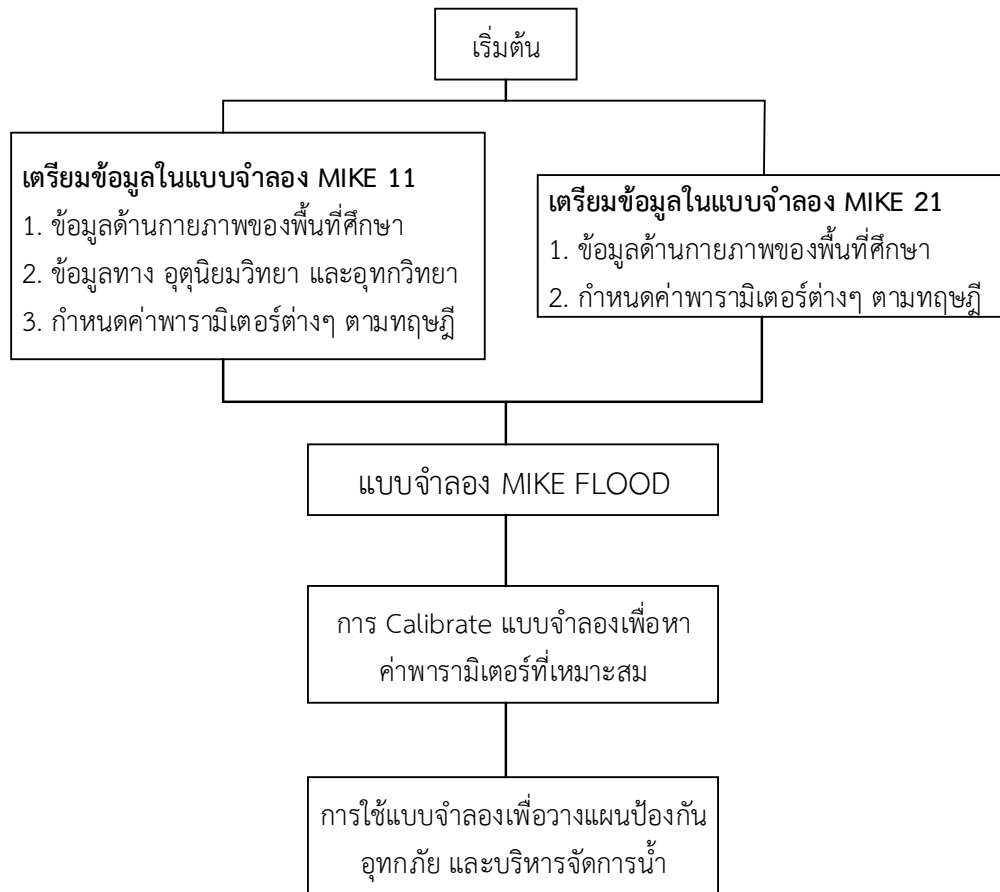 เริ่มต้น
เตรียมข้อมูลในแบบจำลอง MIKE 11
1. ข้อมูลด้านกายภาพของพื้นที่ศึกษา
2. ข้อมูลทาง อุตุนิยมวิทยา และอุทกวิทยา
3. กำหนดค่าพารามิเตอร์ต่างๆ ตามทฤษฎี
เตรียมข้อมูลในแบบจำลอง MIKE 21
1. ข้อมูลด้านกายภาพของพื้นที่ศึกษา
2. กำหนดค่าพารามิเตอร์ต่างๆ ตามทฤษฎี
แบบจำลอง MIKE FLOOD
การ Calibrate แบบจำลองเพื่อหา
ค่าพารามิเตอร์ที่เหมาะสม
การใช้แบบจำลองเพื่อวางแผนป้องกัน
อุทกภัย และบริหารจัดการน้ำ